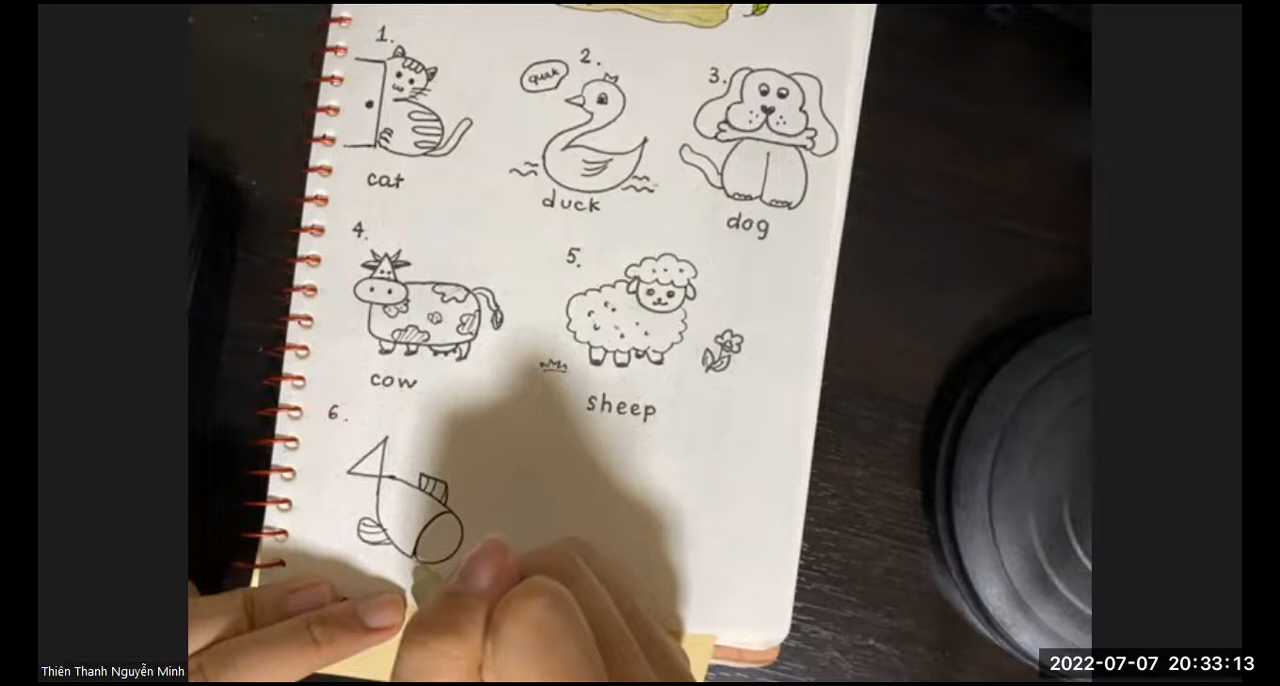 1.
2.
quak
3.
cat
duck
dog
4.
5.
cow
sheep
6.
Thiên Thanh Nguyễn Minh
2022-07-07 20:33:13